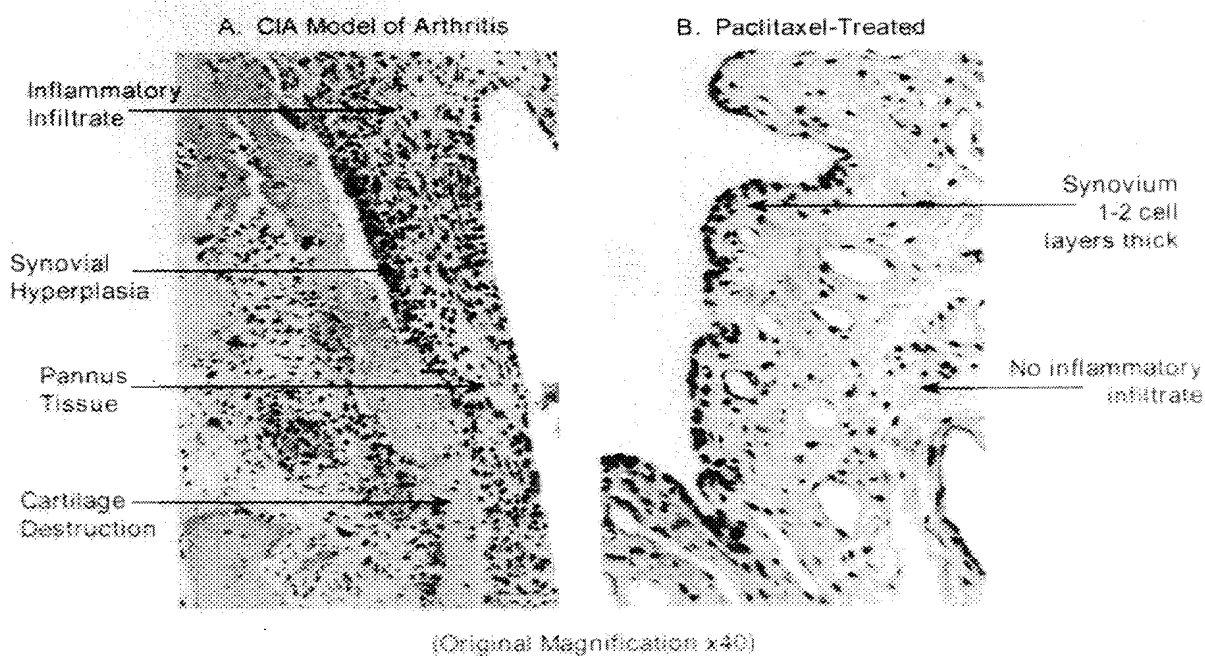 A. CIA Model of Arthritis
B. Paclitaxel-Treated
Inflammatory
Infiltrate
Synovial
Hyperplasia
Pannus
Tissue
Cartilage
Destruction
Synovium
1-2 cell
layers thick
No inflammatory
infiltrate
(Original Magnification x40)